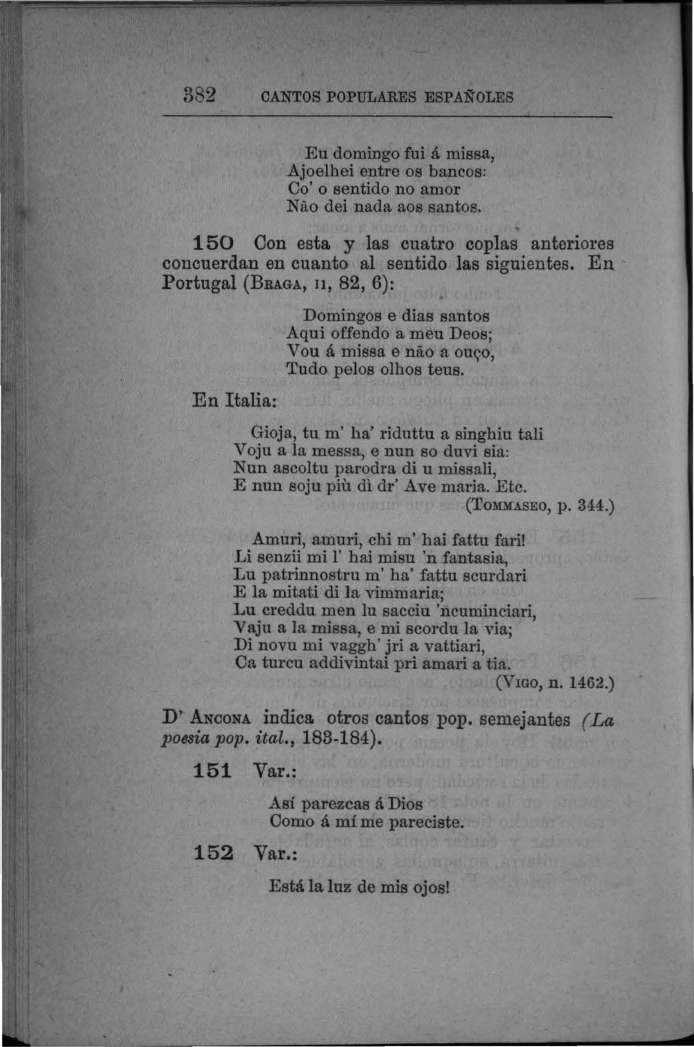 382 CANTOS POPULARES ESPAÑOLES
Eu domingo fui á missa,
Ajoelhei entre os bancos:
Co' o sentido no amor
Não dei nada aos santos.
150 Con esta y las cuatro coplas anteriores
concuerdan en cuanto al sentido las siguientes. En
Portugal (BRAGA, II, 82, 6):
Domingos e dias santos
Aqui offendo a meu Deos;
Vou á missa e não a ouço,
Tudo pelos olhos teus.
En Italia:
Gioja, tu m' ha' riduttu a singhiu tali
Voju a la messa, e nun so duvi sia:
Nun ascoltu parodra di u missali,
E nun soju più dì dr' Ave maria. Etc.
(TOMMASEO, p. 344.)
Amuri, amuri, chi m' hai fattu fari!
Li senzii mi l' hai misu 'n fantasia,
Lu patrinnostru m' ha' fattu scurdari
E la mitati di la vimmaria;
Lu creddu men lu sacciu 'ncuminciari,
Vaju a la missa, e mi scordu la via;
Di novu mi vaggh' jri a vattiari,
Ca turcu addivintai pri amari a tia.
(VIGO, n. 1462.)
D' ANCONA indica otros cantos pop. semejantes (La
poesia pop. ital., 183-184).
151 Var.:
Así parezcas á Dios
Como á mí me pareciste.
152 Var.:
Está la luz de mis ojos!